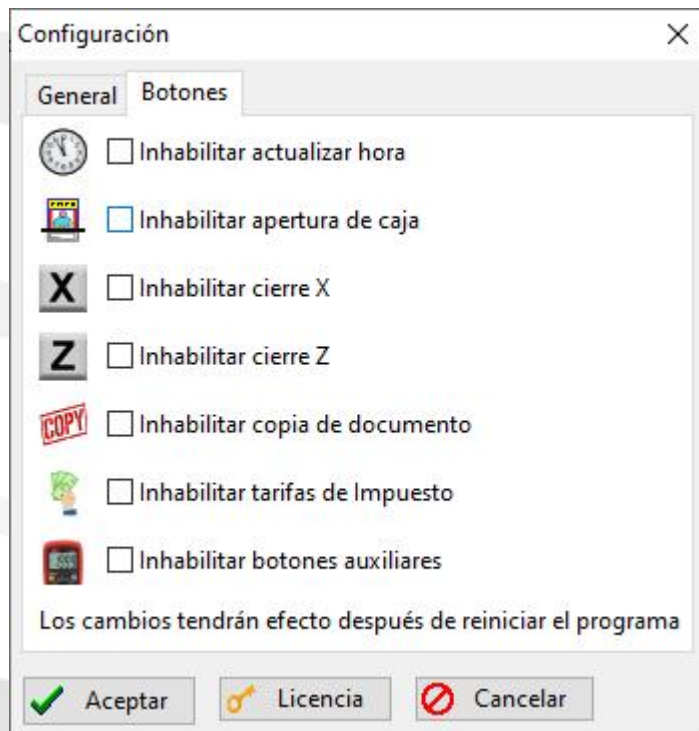 Configuración
General Botones
Inhabilitar actualizar hora
Inhabilitar apertura de caja
X Inhabilitar cierre X
Z Inhabilitar cierre Z
COPY Inhabilitar copia de documento
Inhabilitar tarifas de Impuesto
Inhabilitar botones auxiliares
Los cambios tendrán efecto después de reiniciar el programa
Aceptar Licencia Cancelar